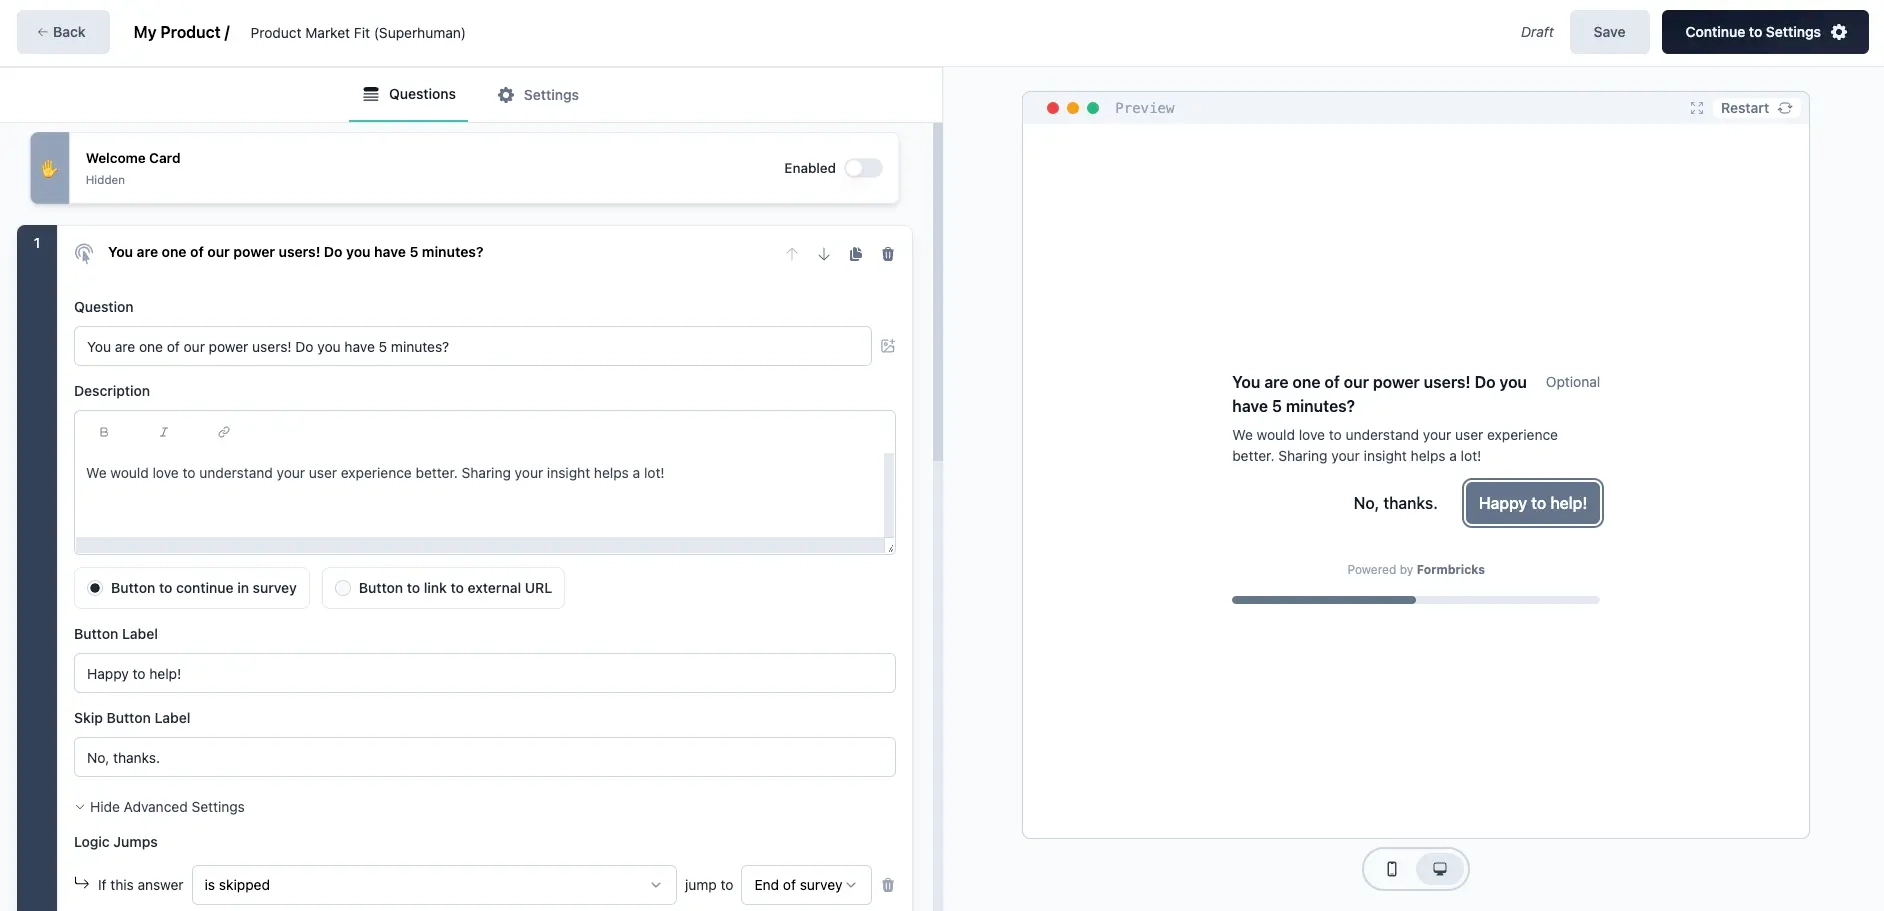 ← Back
My Product /
Product Market Fit (Superhuman)
Draft
Save
Continue to Settings
Questions
Settings
Welcome Card
Hidden
Enabled
1
You are one of our power users! Do you have 5 minutes?
Question
You are one of our power users! Do you have 5 minutes?
Description
B
I
We would love to understand your user experience better. Sharing your insight helps a lot!
Button to continue in survey
Button to link to external URL
Button Label
Happy to help!
Skip Button Label
No, thanks.
Hide Advanced Settings
Logic Jumps
If this answer
is skipped
jump to
End of survey
Preview
Restart
You are one of our power users! Do you
have 5 minutes?
Optional
We would love to understand your user experience
better. Sharing your insight helps a lot!
No, thanks.
Happy to help!
Powered by Formbricks